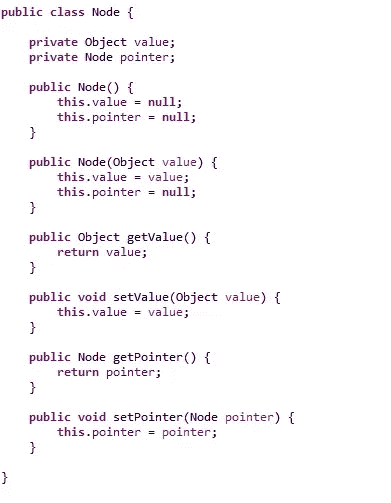 public class Node {
private Object value;
private Node pointer;
public Node() {
this.value = null;
this.pointer = null;
}
public Node(Object value) {
this.value = value;
this.pointer = null;
}
public Object getValue() {
return value;
}
public void setValue(Object value) {
this.value = value;
}
public Node getPointer() {
return pointer;
}
public void setPointer(Node pointer) {
this.pointer = pointer;
}
}